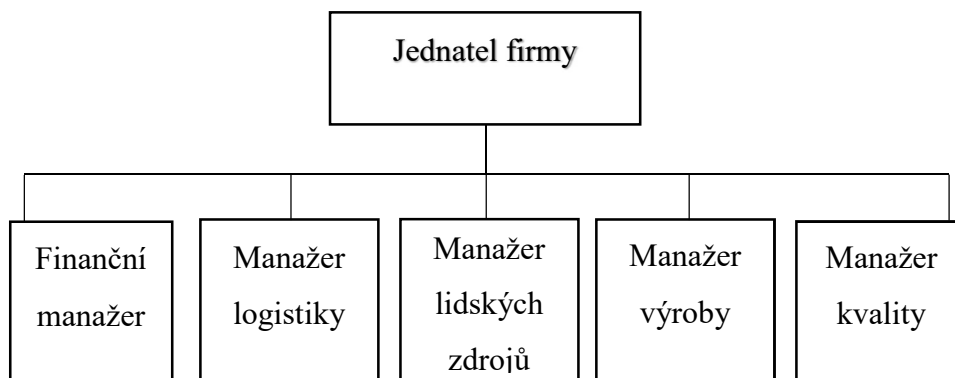 Jednatel firmy
Finanční
manažer
Manažer
logistiky
Manažer
lidských
zdrojů
Manažer
výroby
Manažer
kvality